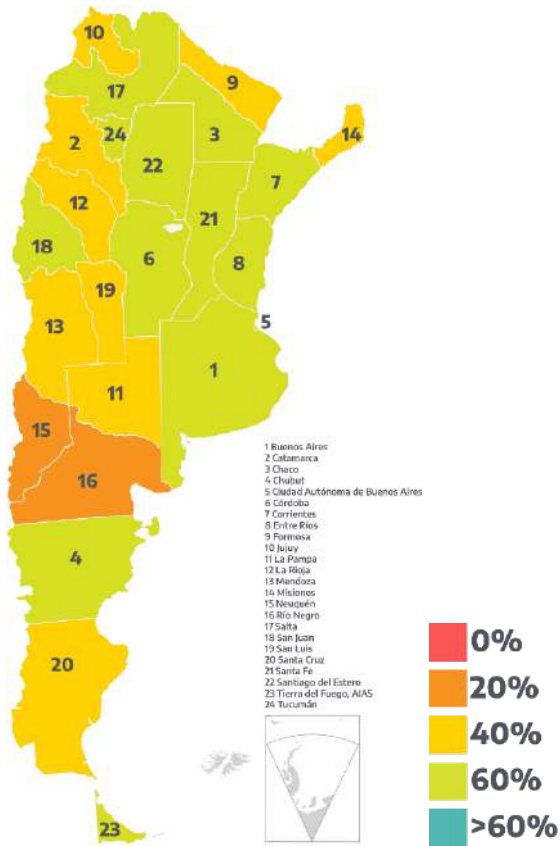 10
17
9
2
24
3
14
22
7
12
21
18
6
8
19
13
5
1
11
15
16
4
20
23
1 Buenos Aires
2 Catamarca
3 Chaco
4 Chubut
5 Ciudad Autónoma de Buenos Aires
6 Córdoba
7 Corrientes
8 Entre Ríos
9 Formosa
10 Jujuy
11 La Pampa
12 La Rioja
13 Mendoza
14 Misiones
15 Neuquén
16 Río Negro
17 Salta
18 San Juan
19 San Luis
20 Santa Cruz
21 Santa Fe
22 Santiago del Estero
23 Tierra del Fuego, AIAS
24 Tucumán
0%
20%
40%
60%
>60%